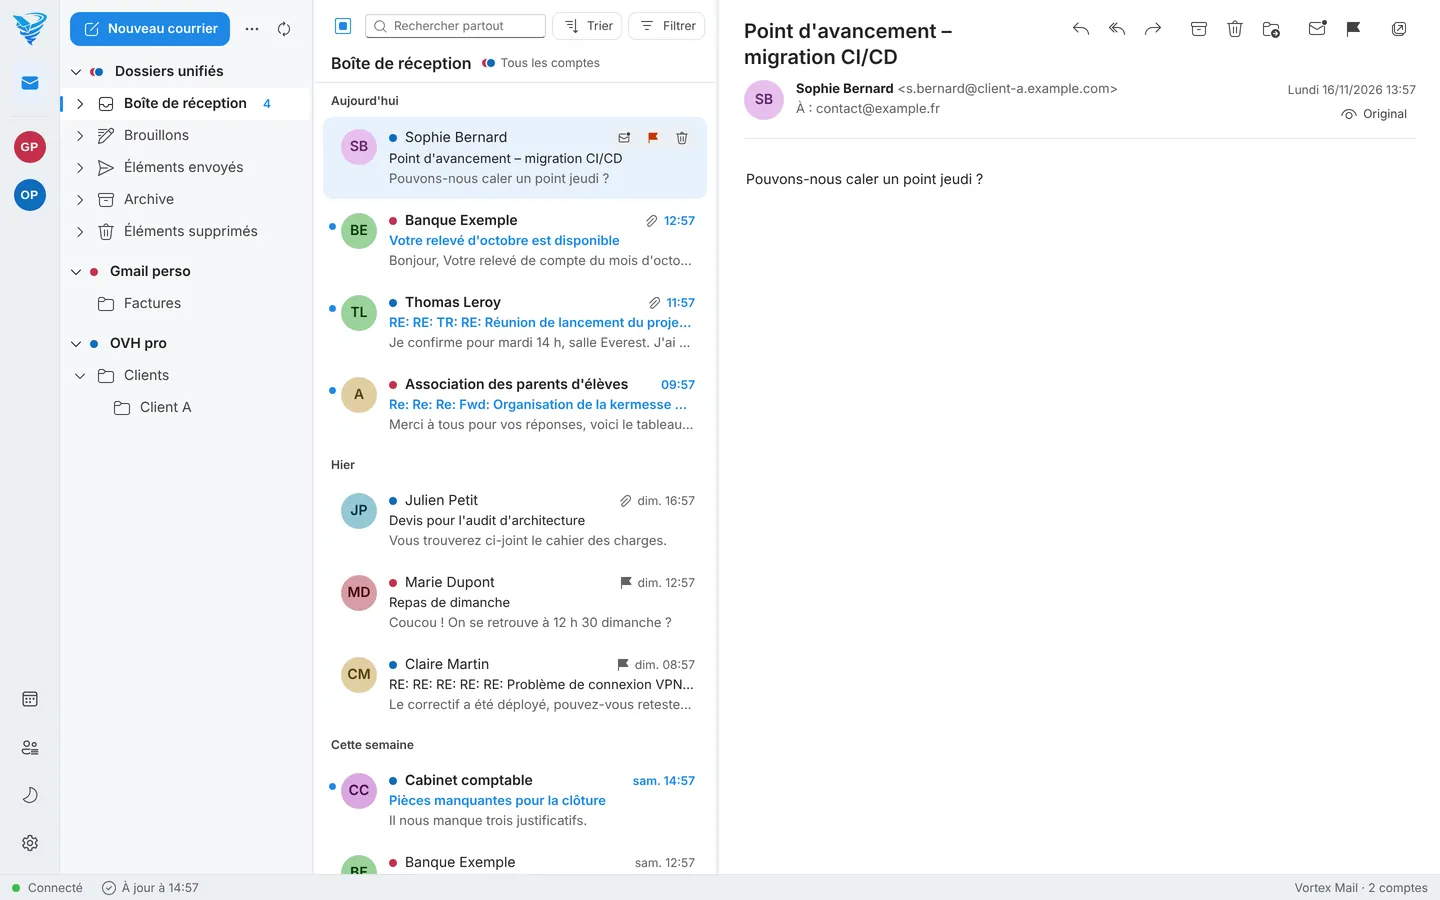 Nouveau courrier
Dossiers unifiés
Boîte de réception 4
Brouillons
Éléments envoyés
Archive
Éléments supprimés
Gmail perso
Factures
OVH pro
Clients
Client A
GP
OP
Rechercher partout
Trier
Filtrer
Boîte de réception Tous les comptes
Aujourd'hui
SB
Sophie Bernard
Point d'avancement – migration CI/CD
Pouvons-nous caler un point jeudi ?
BE
Banque Exemple 12:57
Votre relevé d'octobre est disponible
Bonjour, Votre relevé de compte du mois d'octo...
TL
Thomas Leroy 11:57
RE: RE: TR: RE: Réunion de lancement du proje...
Je confirme pour mardi 14 h, salle Everest. J'ai ...
A
Association des parents d'élèves 09:57
Re: Re: Re: Fwd: Organisation de la kermesse ...
Merci à tous pour vos réponses, voici le tableau...
Hier
JP
Julien Petit dim. 16:57
Devis pour l'audit d'architecture
Vous trouverez ci-joint le cahier des charges.
MD
Marie Dupont dim. 12:57
Repas de dimanche
Coucou ! On se retrouve à 12 h 30 dimanche ?
CM
Claire Martin dim. 08:57
RE: RE: RE: RE: RE: Problème de connexion VPN...
Le correctif a été déployé, pouvez-vous reteste...
Cette semaine
CC
Cabinet comptable sam. 14:57
Pièces manquantes pour la clôture
Il nous manque trois justificatifs.
BE
Banque Exemple sam. 12:57
Point d'avancement –
migration CI/CD
SB
Sophie Bernard <s.bernard@client-a.example.com>
À : contact@example.fr
Lundi 16/11/2026 13:57
Original
Pouvons-nous caler un point jeudi ?
Connecté
À jour à 14:57
Vortex Mail · 2 comptes